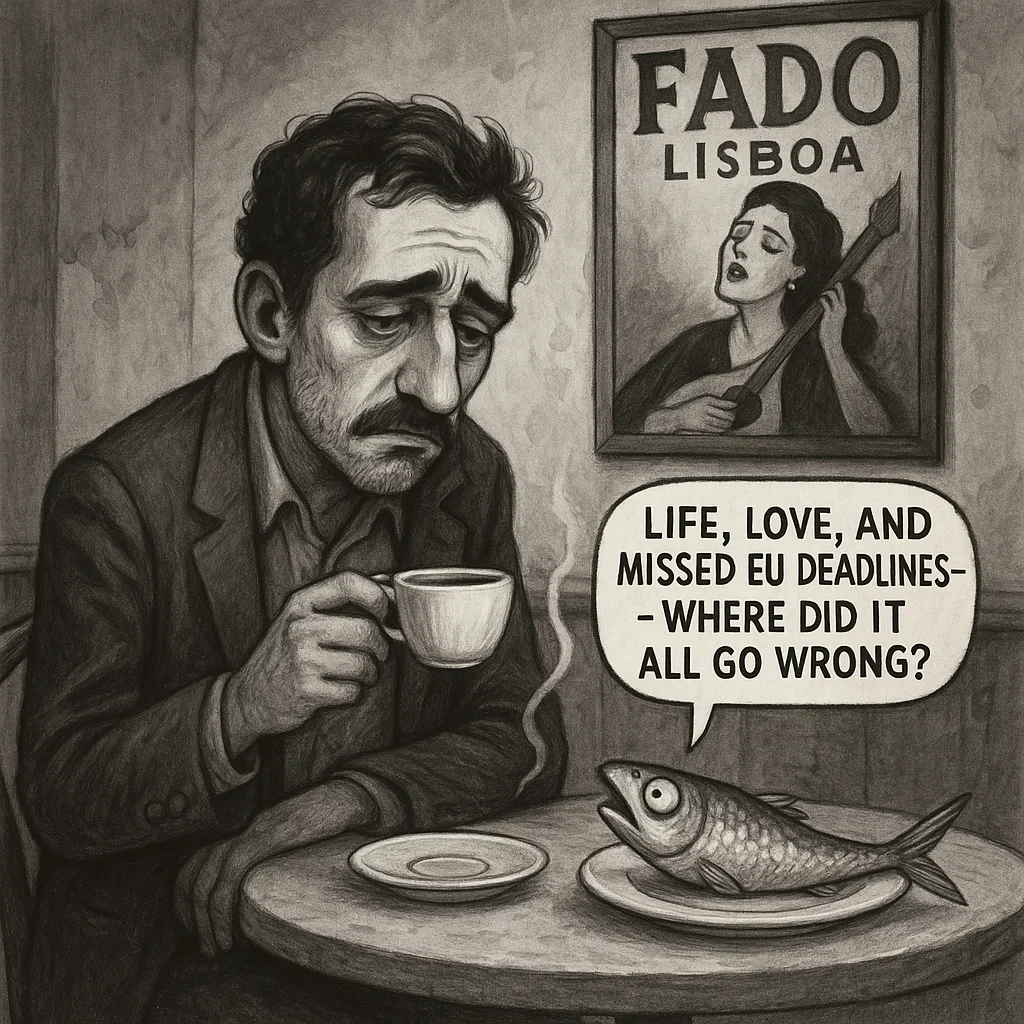 FADO
LISBOA
LIFE, LOVE, AND
MISSED EU DEADLINES-
- WHERE DID IT
ALL GO WRONG?